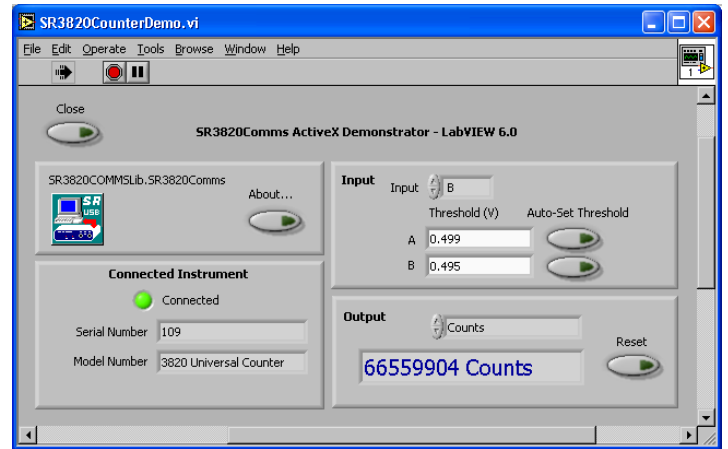 SR3820CounterDemo.vi
File Edit Operate Tools Browse Window Help
1
Close
SR3820Comms ActiveX Demonstrator - LabVIEW 6.0
SR3820COMMSLib.SR3820Comms
SR
USB
About...
Connected Instrument
Connected
Serial Number 109
Model Number 3820 Universal Counter
Input
Input B
Threshold (V) Auto-Set Threshold
A 0.499
B 0.495
Output
Counts
Reset
66559904 Counts